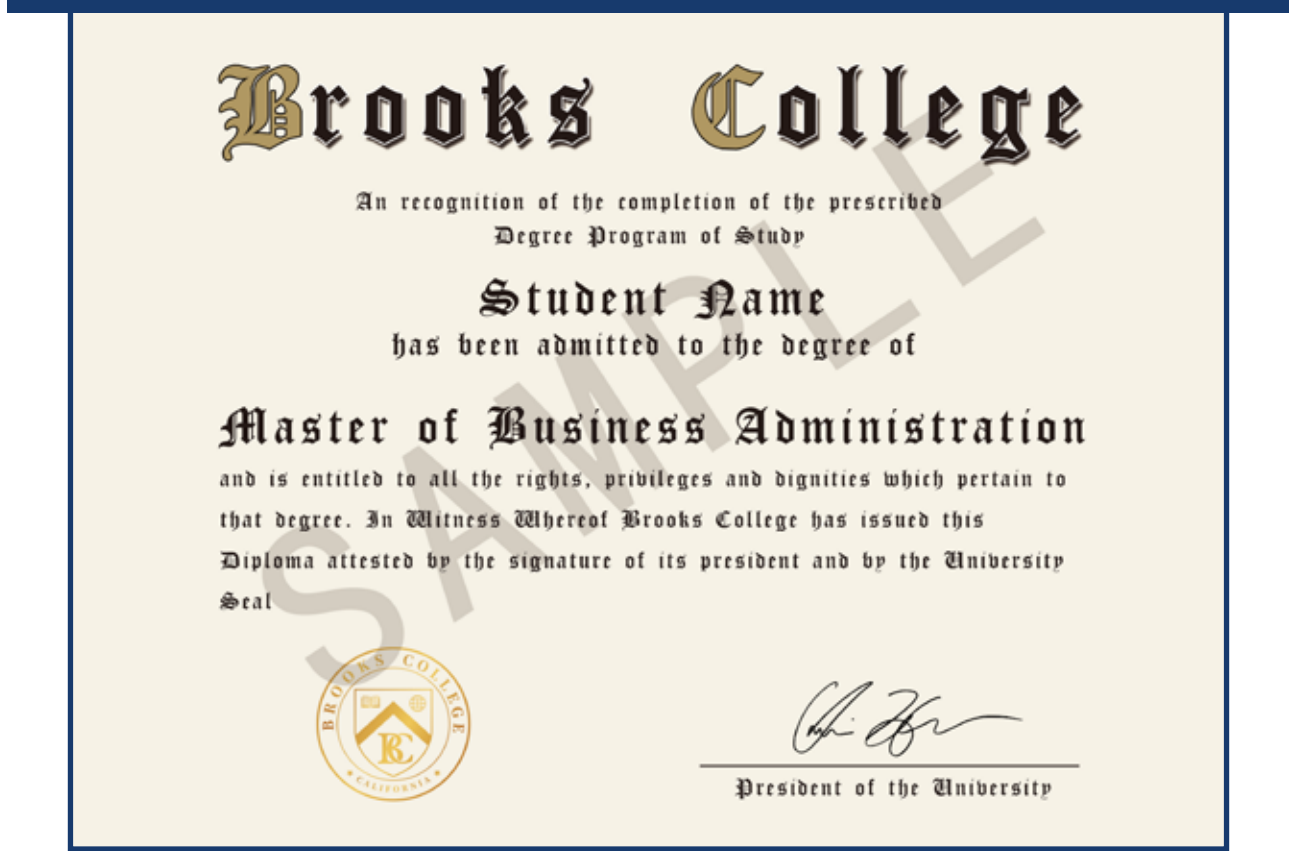 Brooks College
An recognition of the completion of the prescribed
Degree Program of Study
Student Name
has been admitted to the degree of
Master of Business Administration
and is entitled to all the rights, privileges and dignities which pertain to
that degree. In Witness Whereof Brooks College has issued this
Diploma attested by the signature of its president and by the University
Seal
SAMPLE
BROOKS COLLEGE
BC
CALIFORNIA
President of the University